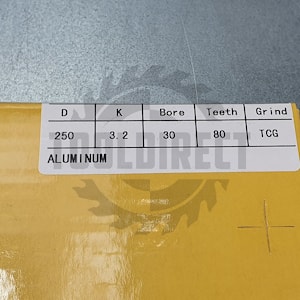 D K Bore Teeth Grind
250 3.2 30 80 TCG
ALUMINUM
TOOLDIRECT